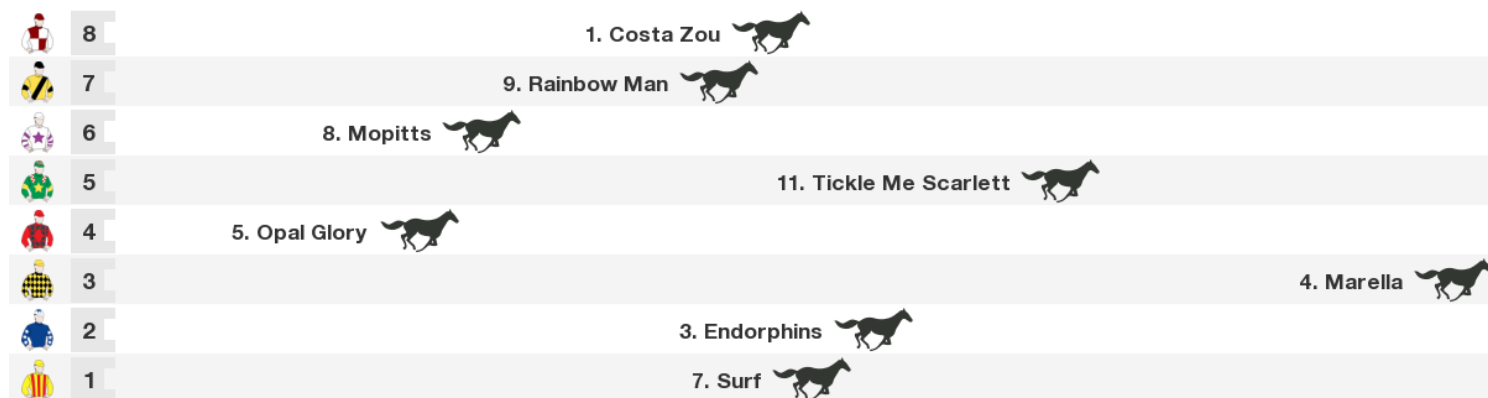 8 1. Costa Zou
7 9. Rainbow Man
6 8. Mopitts
5 11. Tickle Me Scarlett
4 5. Opal Glory
3 4. Marella
2 3. Endorphins
1 7. Surf